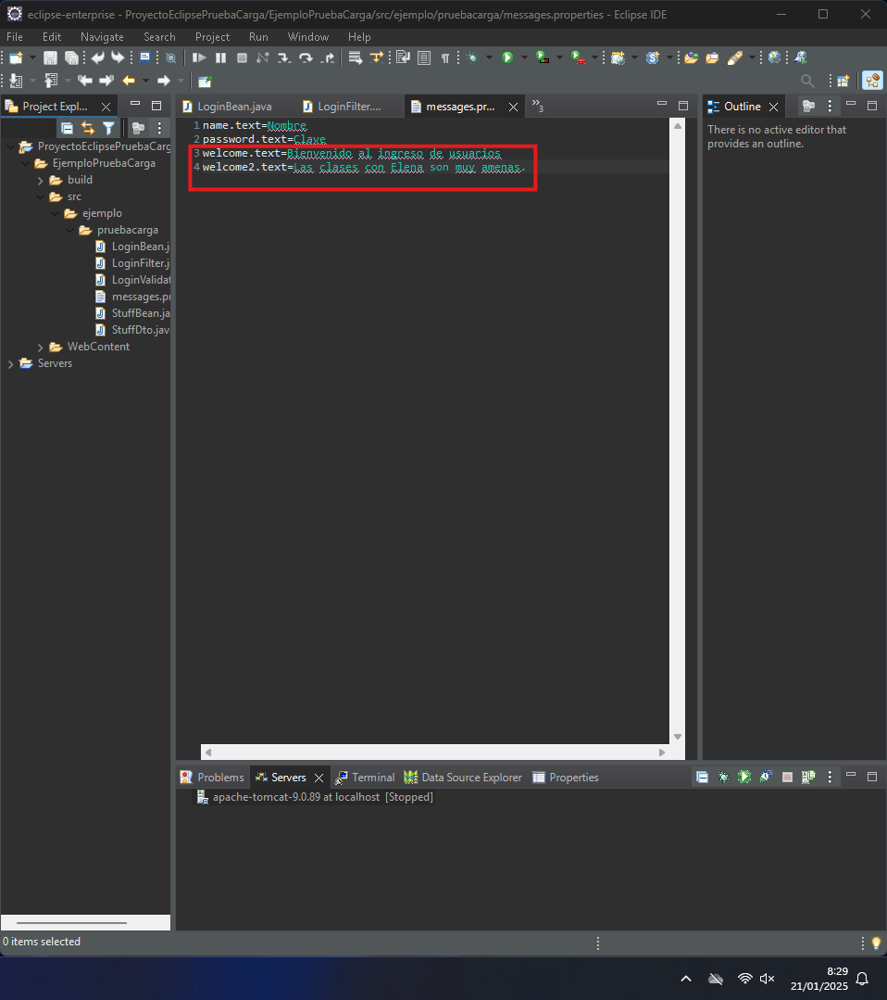 eclipse-enterprise - ProyectoEclipsePruebaCarga/EjemploPruebaCarga/src/ejemplo/pruebacarga/messages.properties - Eclipse IDE
File Edit Navigate Search Project Run Window Help
Project Expl...
LoginBean.java LoginFilter.... messages.pr... »3
Outline
ProyectoEclipsePruebaCarg
EjemploPruebaCarga
build
src
ejemplo
pruebacarga
LoginBean.j
LoginFilter.j
LoginValidat
messages.p
StuffBean.ja
StuffDto.java
WebContent
Servers
1 name.text=Nombre
2 password.text=Clave
3 welcome.text=Bienvenido al ingreso de usuarios
4 welcome2.text=Las clases con Elena son muy amenas.
There is no active editor that
provides an outline.
Problems Servers Terminal Data Source Explorer Properties
apache-tomcat-9.0.89 at localhost [Stopped]
0 items selected
8:29
21/01/2025